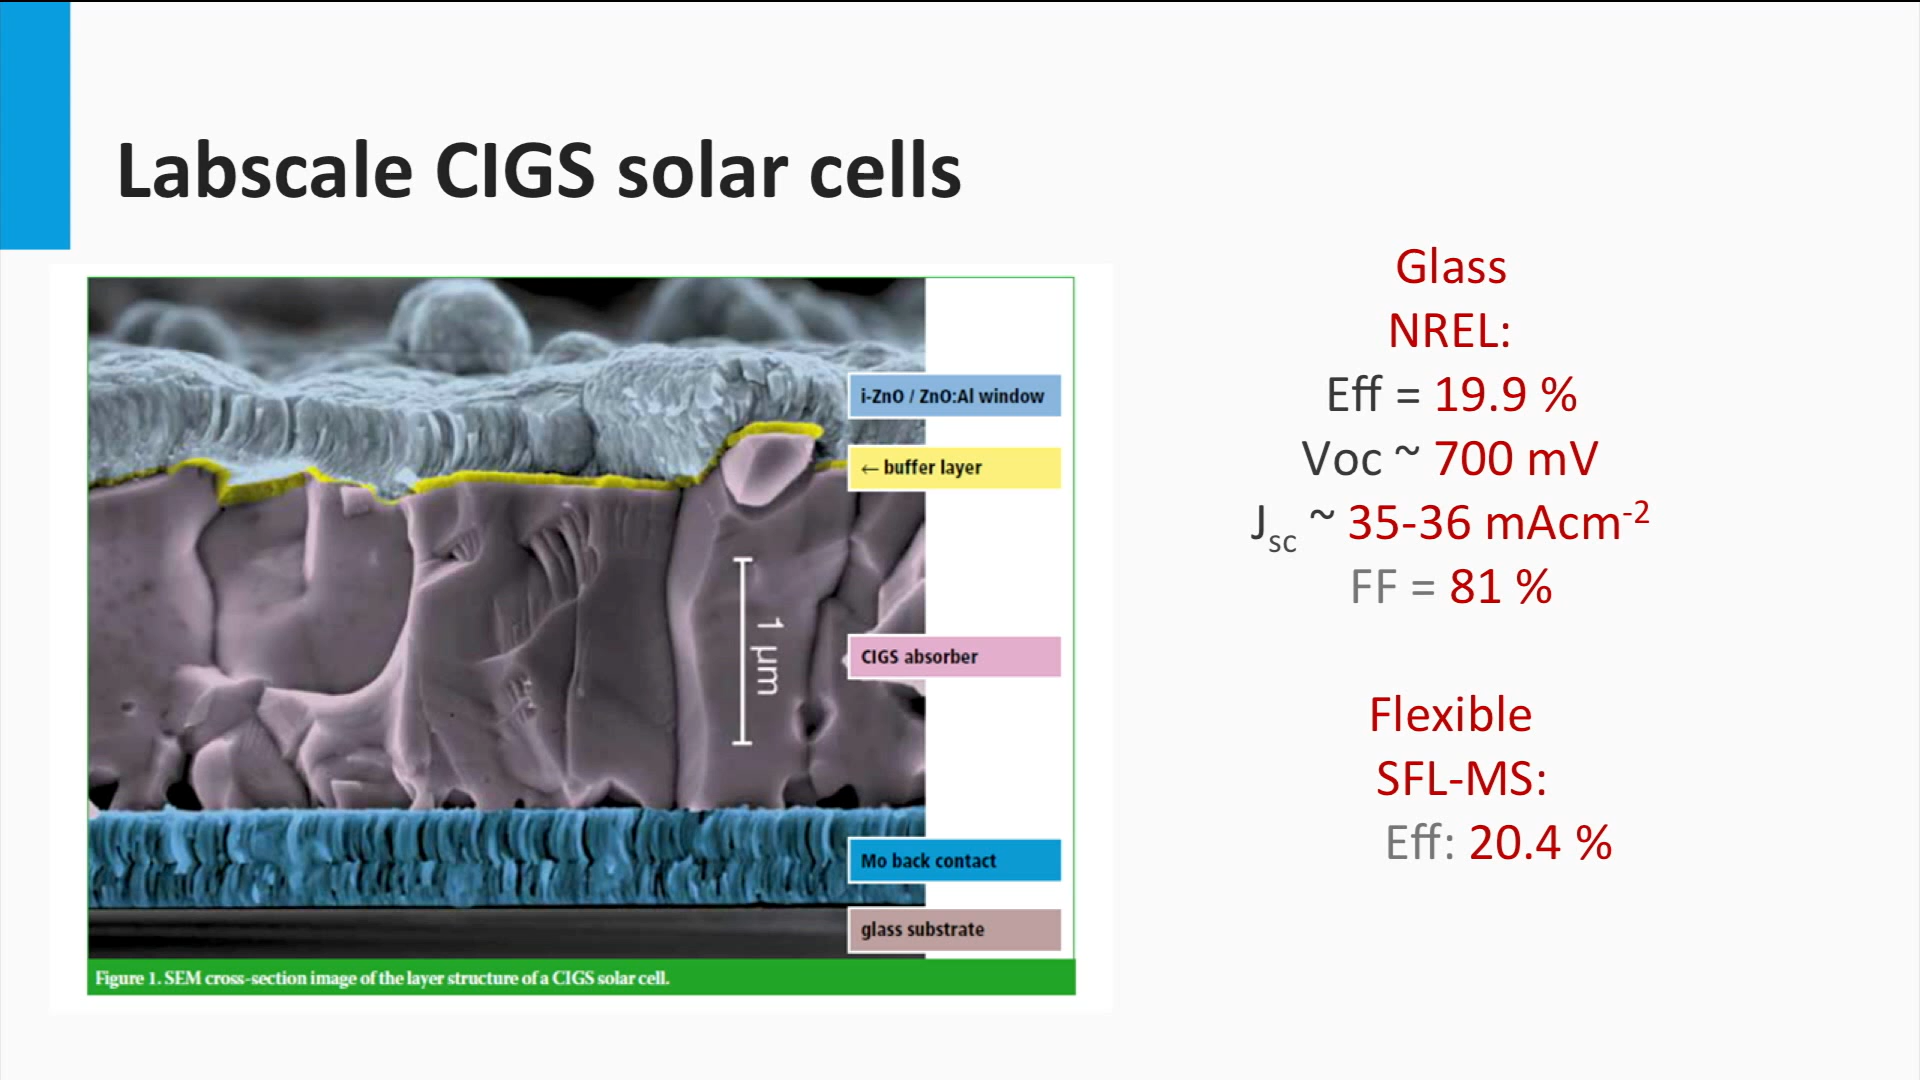 Labscale CIGS solar cells
i-ZnO / ZnO:Al window
← buffer layer
1 µm
CIGS absorber
Mo back contact
glass substrate
Figure 1. SEM cross-section image of the layer structure of a CIGS solar cell.
Glass
NREL:
Eff = 19.9 %
Voc ~ 700 mV
Jsc ~ 35-36 mAcm-2
FF = 81 %
Flexible
SFL-MS:
Eff: 20.4 %